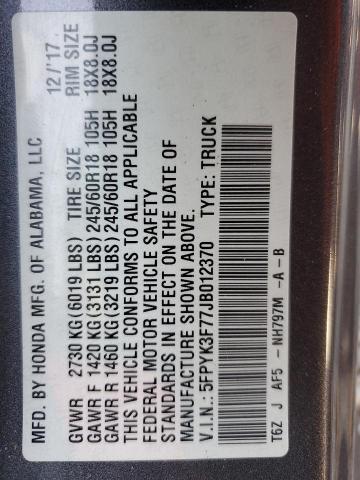 MFD. BY HONDA MFG. OF ALABAMA, LLC 12/'17
GVWR 2730 KG(6019 LBS) TIRE SIZE RIM SIZE
GAWR F 1420 KG(3131 LBS)245/60R18 105H 18X8.0J
GAWR R 1460 KG(3219 LBS)245/60R18 105H 18X8.0J
THIS VEHICLE CONFORMS TO ALL APPLICABLE
FEDERAL MOTOR VEHICLE SAFETY
STANDARDS IN EFFECT ON THE DATE OF
MANUFACTURE SHOWN ABOVE.
V.I.N.: 5FPYK3F77JB012370 TYPE: TRUCK
T6Z J AF5 - NH797M -A-B